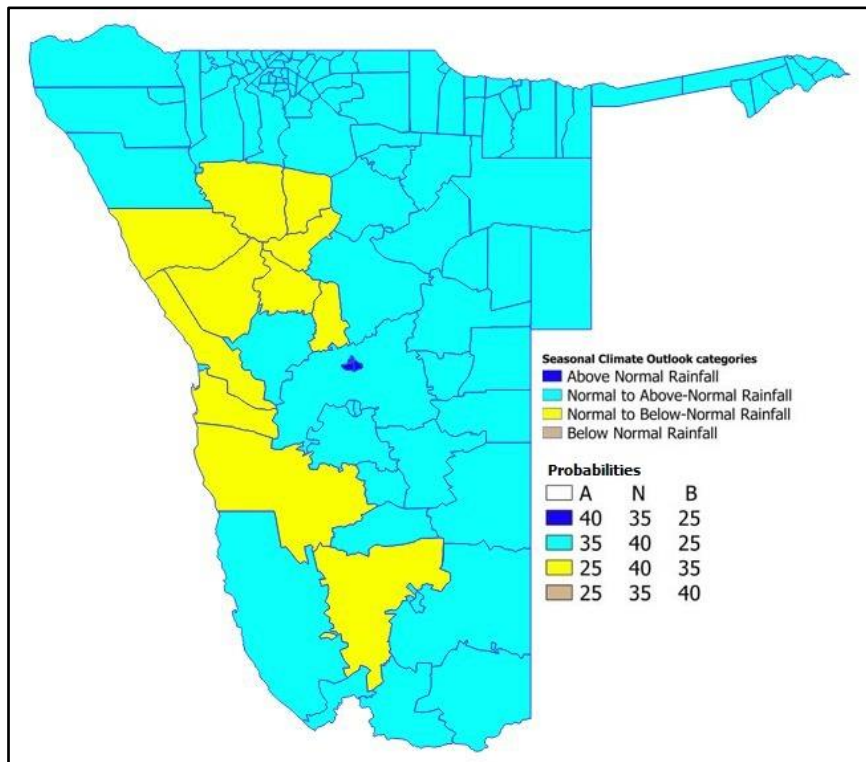 Seasonal Climate Outlook categories
Above Normal Rainfall
Normal to Above-Normal Rainfall
Normal to Below-Normal Rainfall
Below Normal Rainfall
Probabilities
A N B
40 35 25
35 40 25
25 40 35
25 35 40